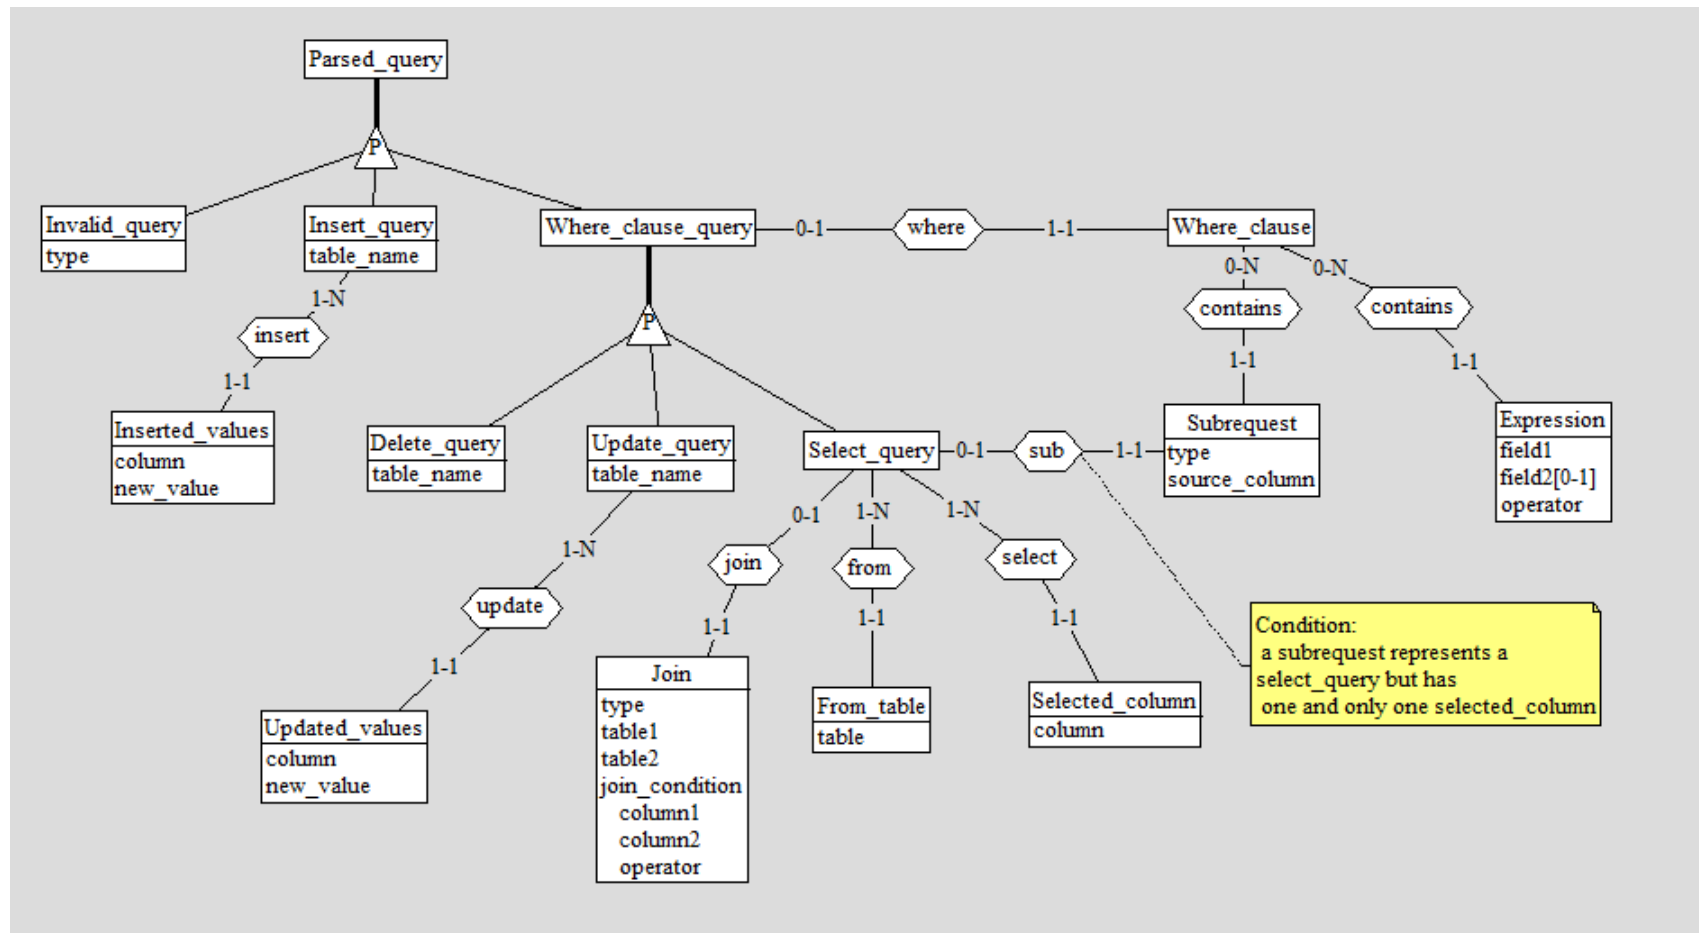 Parsed_query
P
Invalid_query
type
Insert_query
table_name
Where_clause_query
0-1
where
1-1
Where_clause
1-N
insert
1-1
Inserted_values
column
new_value
P
0-N
contains
1-1
0-N
contains
1-1
Delete_query
table_name
Update_query
table_name
Select_query
0-1
sub
1-1
Subrequest
type
source_column
Expression
field1
field2[0-1]
operator
1-N
update
1-1
Updated_values
column
new_value
0-1
join
1-1
Join
type
table1
table2
join_condition
column1
column2
operator
1-N
from
1-1
From_table
table
1-N
select
1-1
Selected_column
column
Condition:
a subrequest represents a
select_query but has
one and only one selected_column